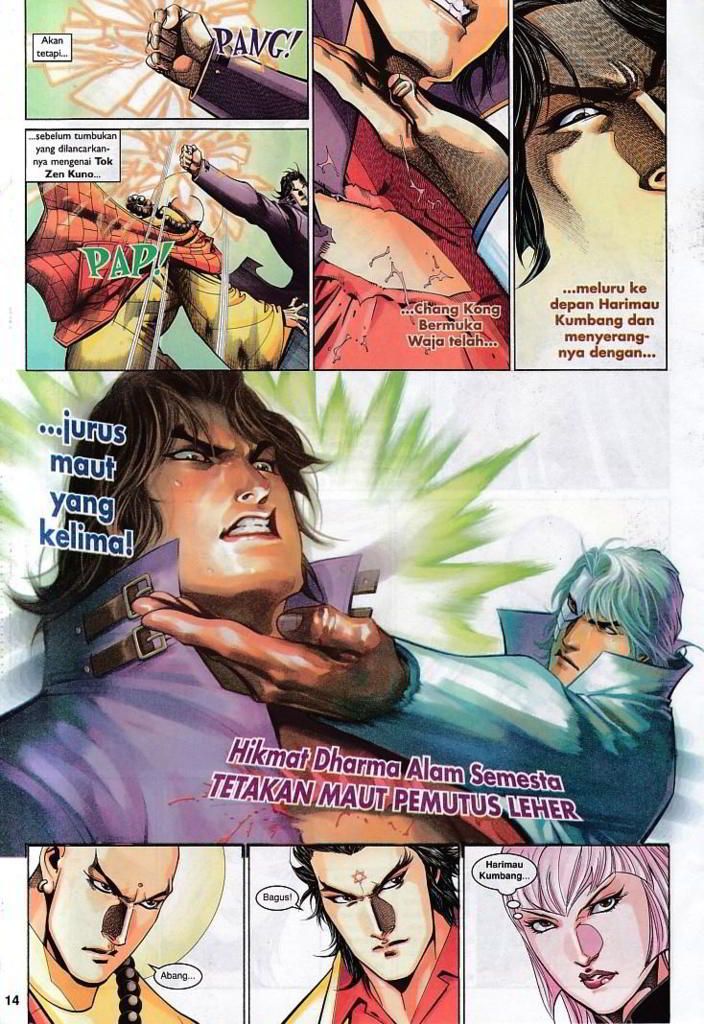 Akan
tetapi...
PANG!
...sebelum tumbukan
yang dilancarkan-
nya mengenai Tok
Zen Kuno...
PAP!
...Chang Kong
Bermuka
Waja telah...
...meluru ke
depan Harimau
Kumbang dan
menyerang-
nya dengan...
...jurus
maut
yang
kelima!
Hikmat Dharma Alam Semesta
TETAKAN MAUT PEMUTUS LEHER
Abang...
Bagus!
Harimau
Kumbang...
14